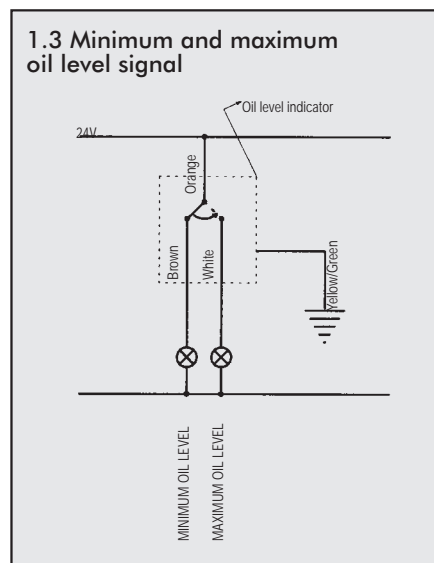 1.3 Minimum and maximum
oil level signal
Oil level indicator
24V
Orange
Brown
White
Yellow/Green
MINIMUM OIL LEVEL
MAXIMUM OIL LEVEL